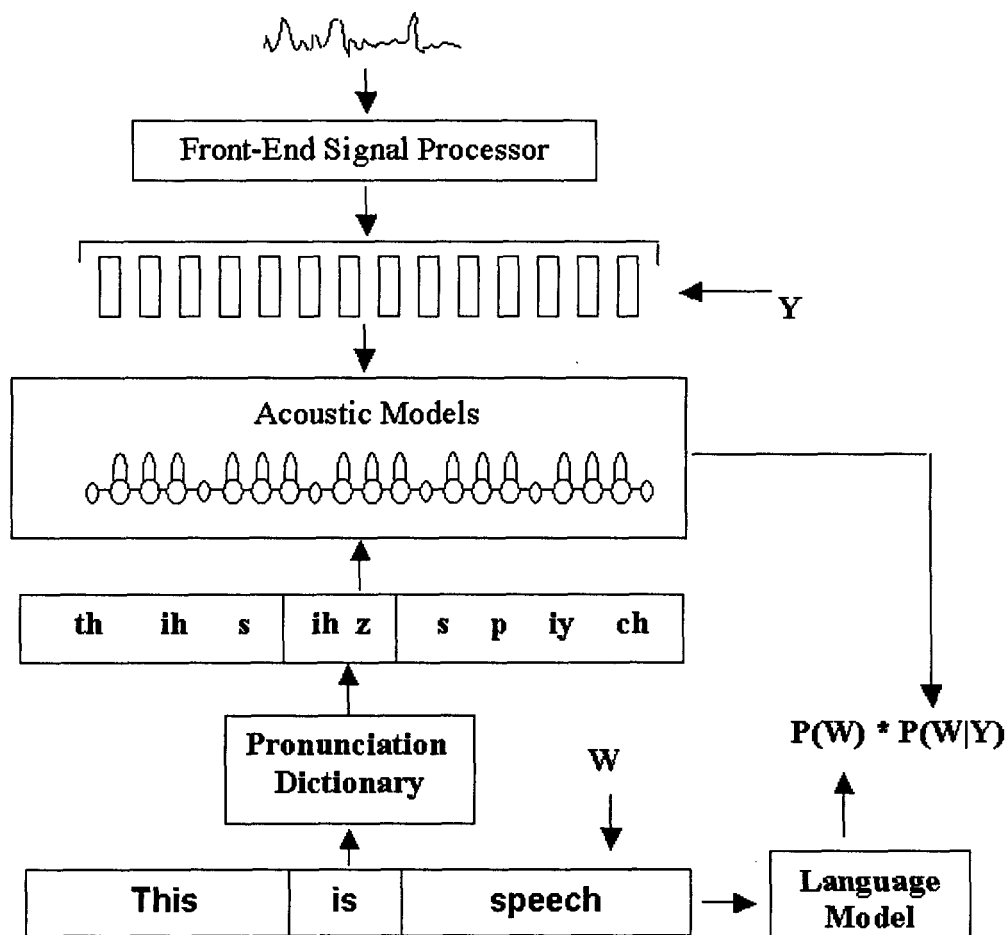 Front-End Signal Processor
Y
Acoustic Models
th ih s ih z s p iy ch
Pronunciation
Dictionary
W
P(W) * P(W|Y)
This is speech
Language
Model